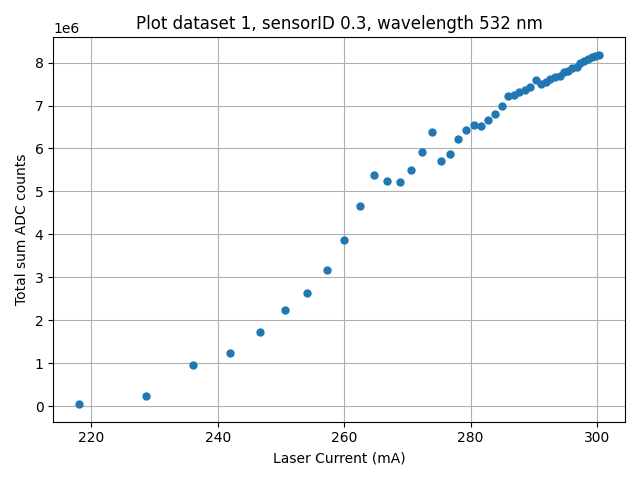 Plot dataset 1, sensorID 0.3, wavelength 532 nm
1e6
8
7
6
5
4
3
2
1
0
Total sum ADC counts
220 240 260 280 300
Laser Current (mA)